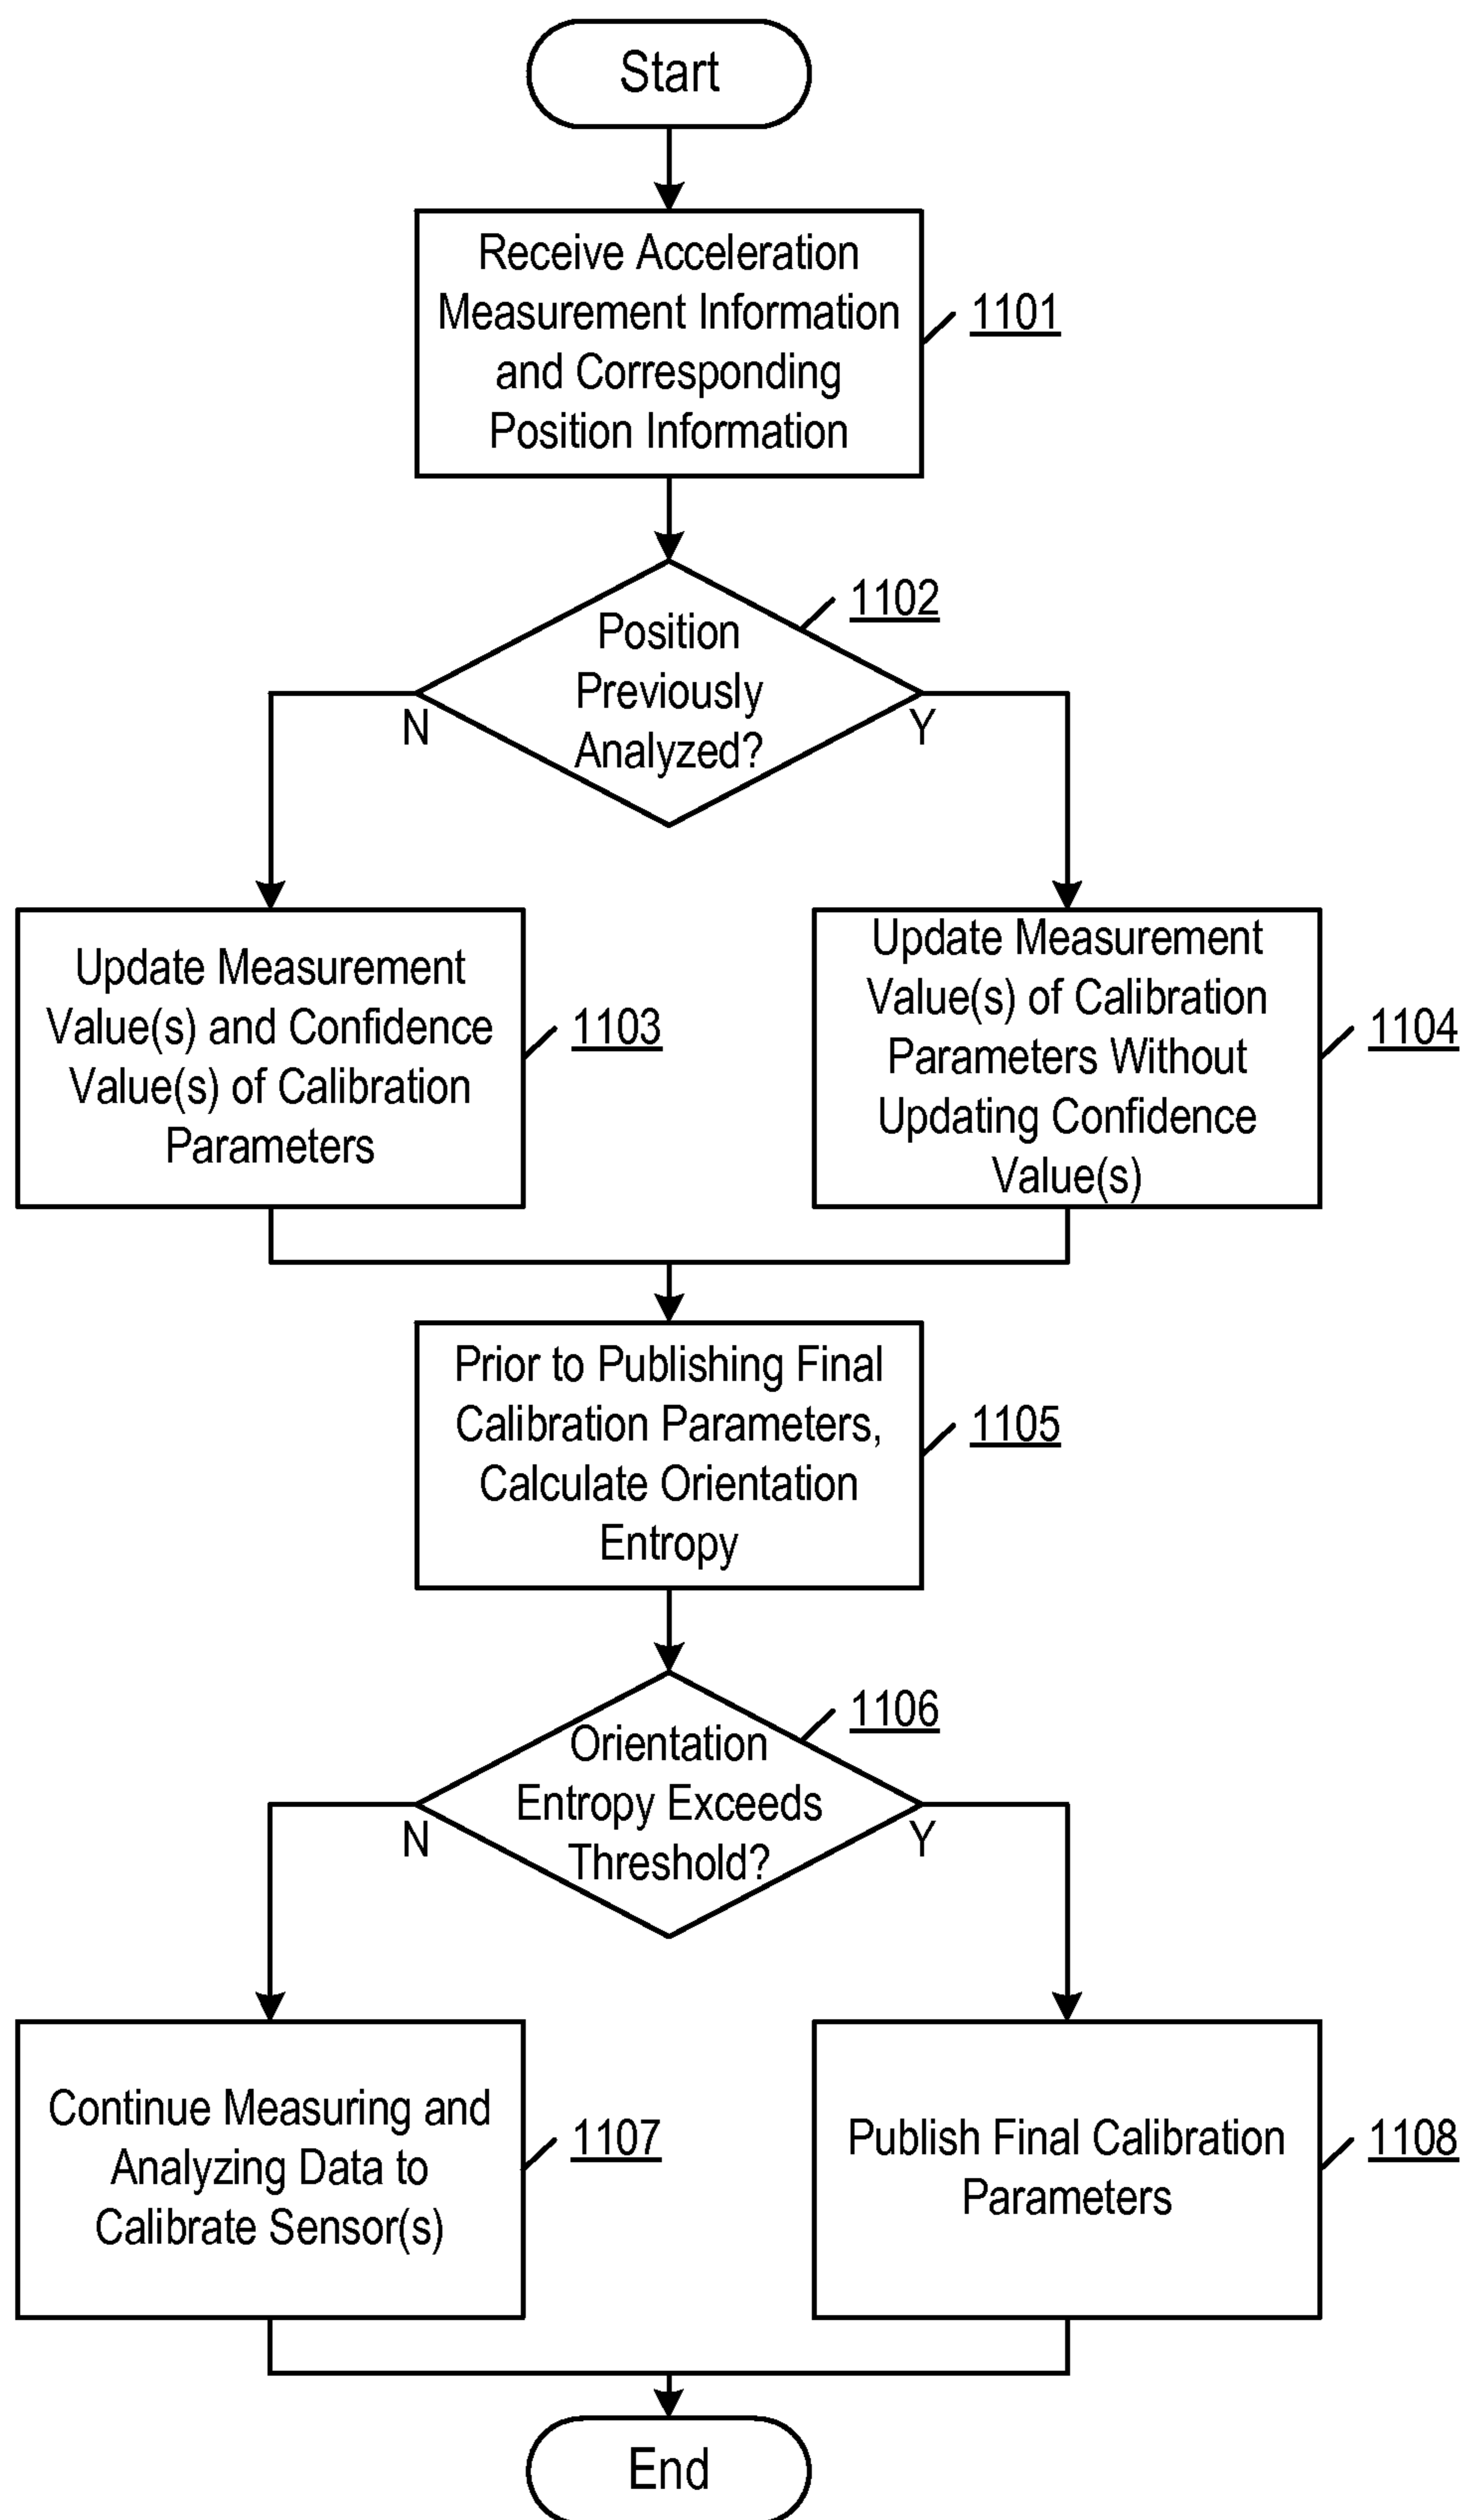 Start
Receive Acceleration
Measurement Information
and Corresponding
Position Information
1101
1102
Position
Previously
Analyzed?
N
Y
Update Measurement
Value(s) and Confidence
Value(s) of Calibration
Parameters
1103
Update Measurement
Value(s) of Calibration
Parameters Without
Updating Confidence
Value(s)
1104
Prior to Publishing Final
Calibration Parameters,
Calculate Orientation
Entropy
1105
1106
Orientation
Entropy Exceeds
Threshold?
N
Y
Continue Measuring and
Analyzing Data to
Calibrate Sensor(s)
1107
Publish Final Calibration
Parameters
1108
End